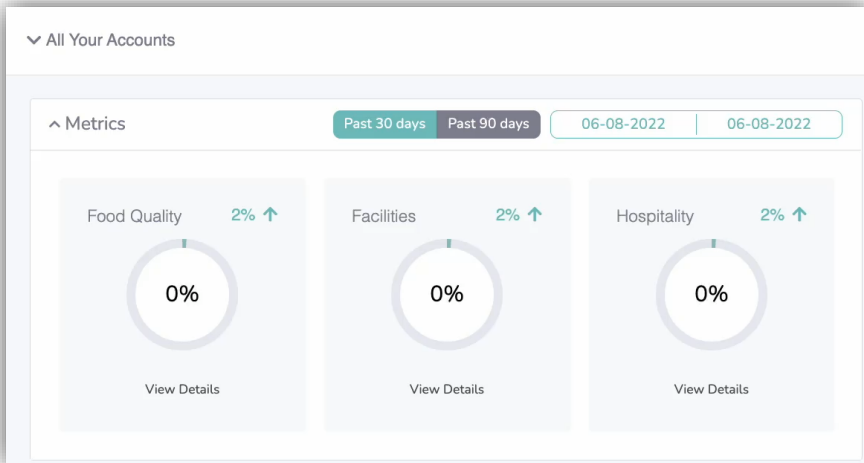 All Your Accounts
Metrics
Past 30 days Past 90 days 06-08-2022 06-08-2022
Food Quality 2% ↑ Facilities 2% ↑ Hospitality 2% ↑
0% 0% 0%
View Details View Details View Details